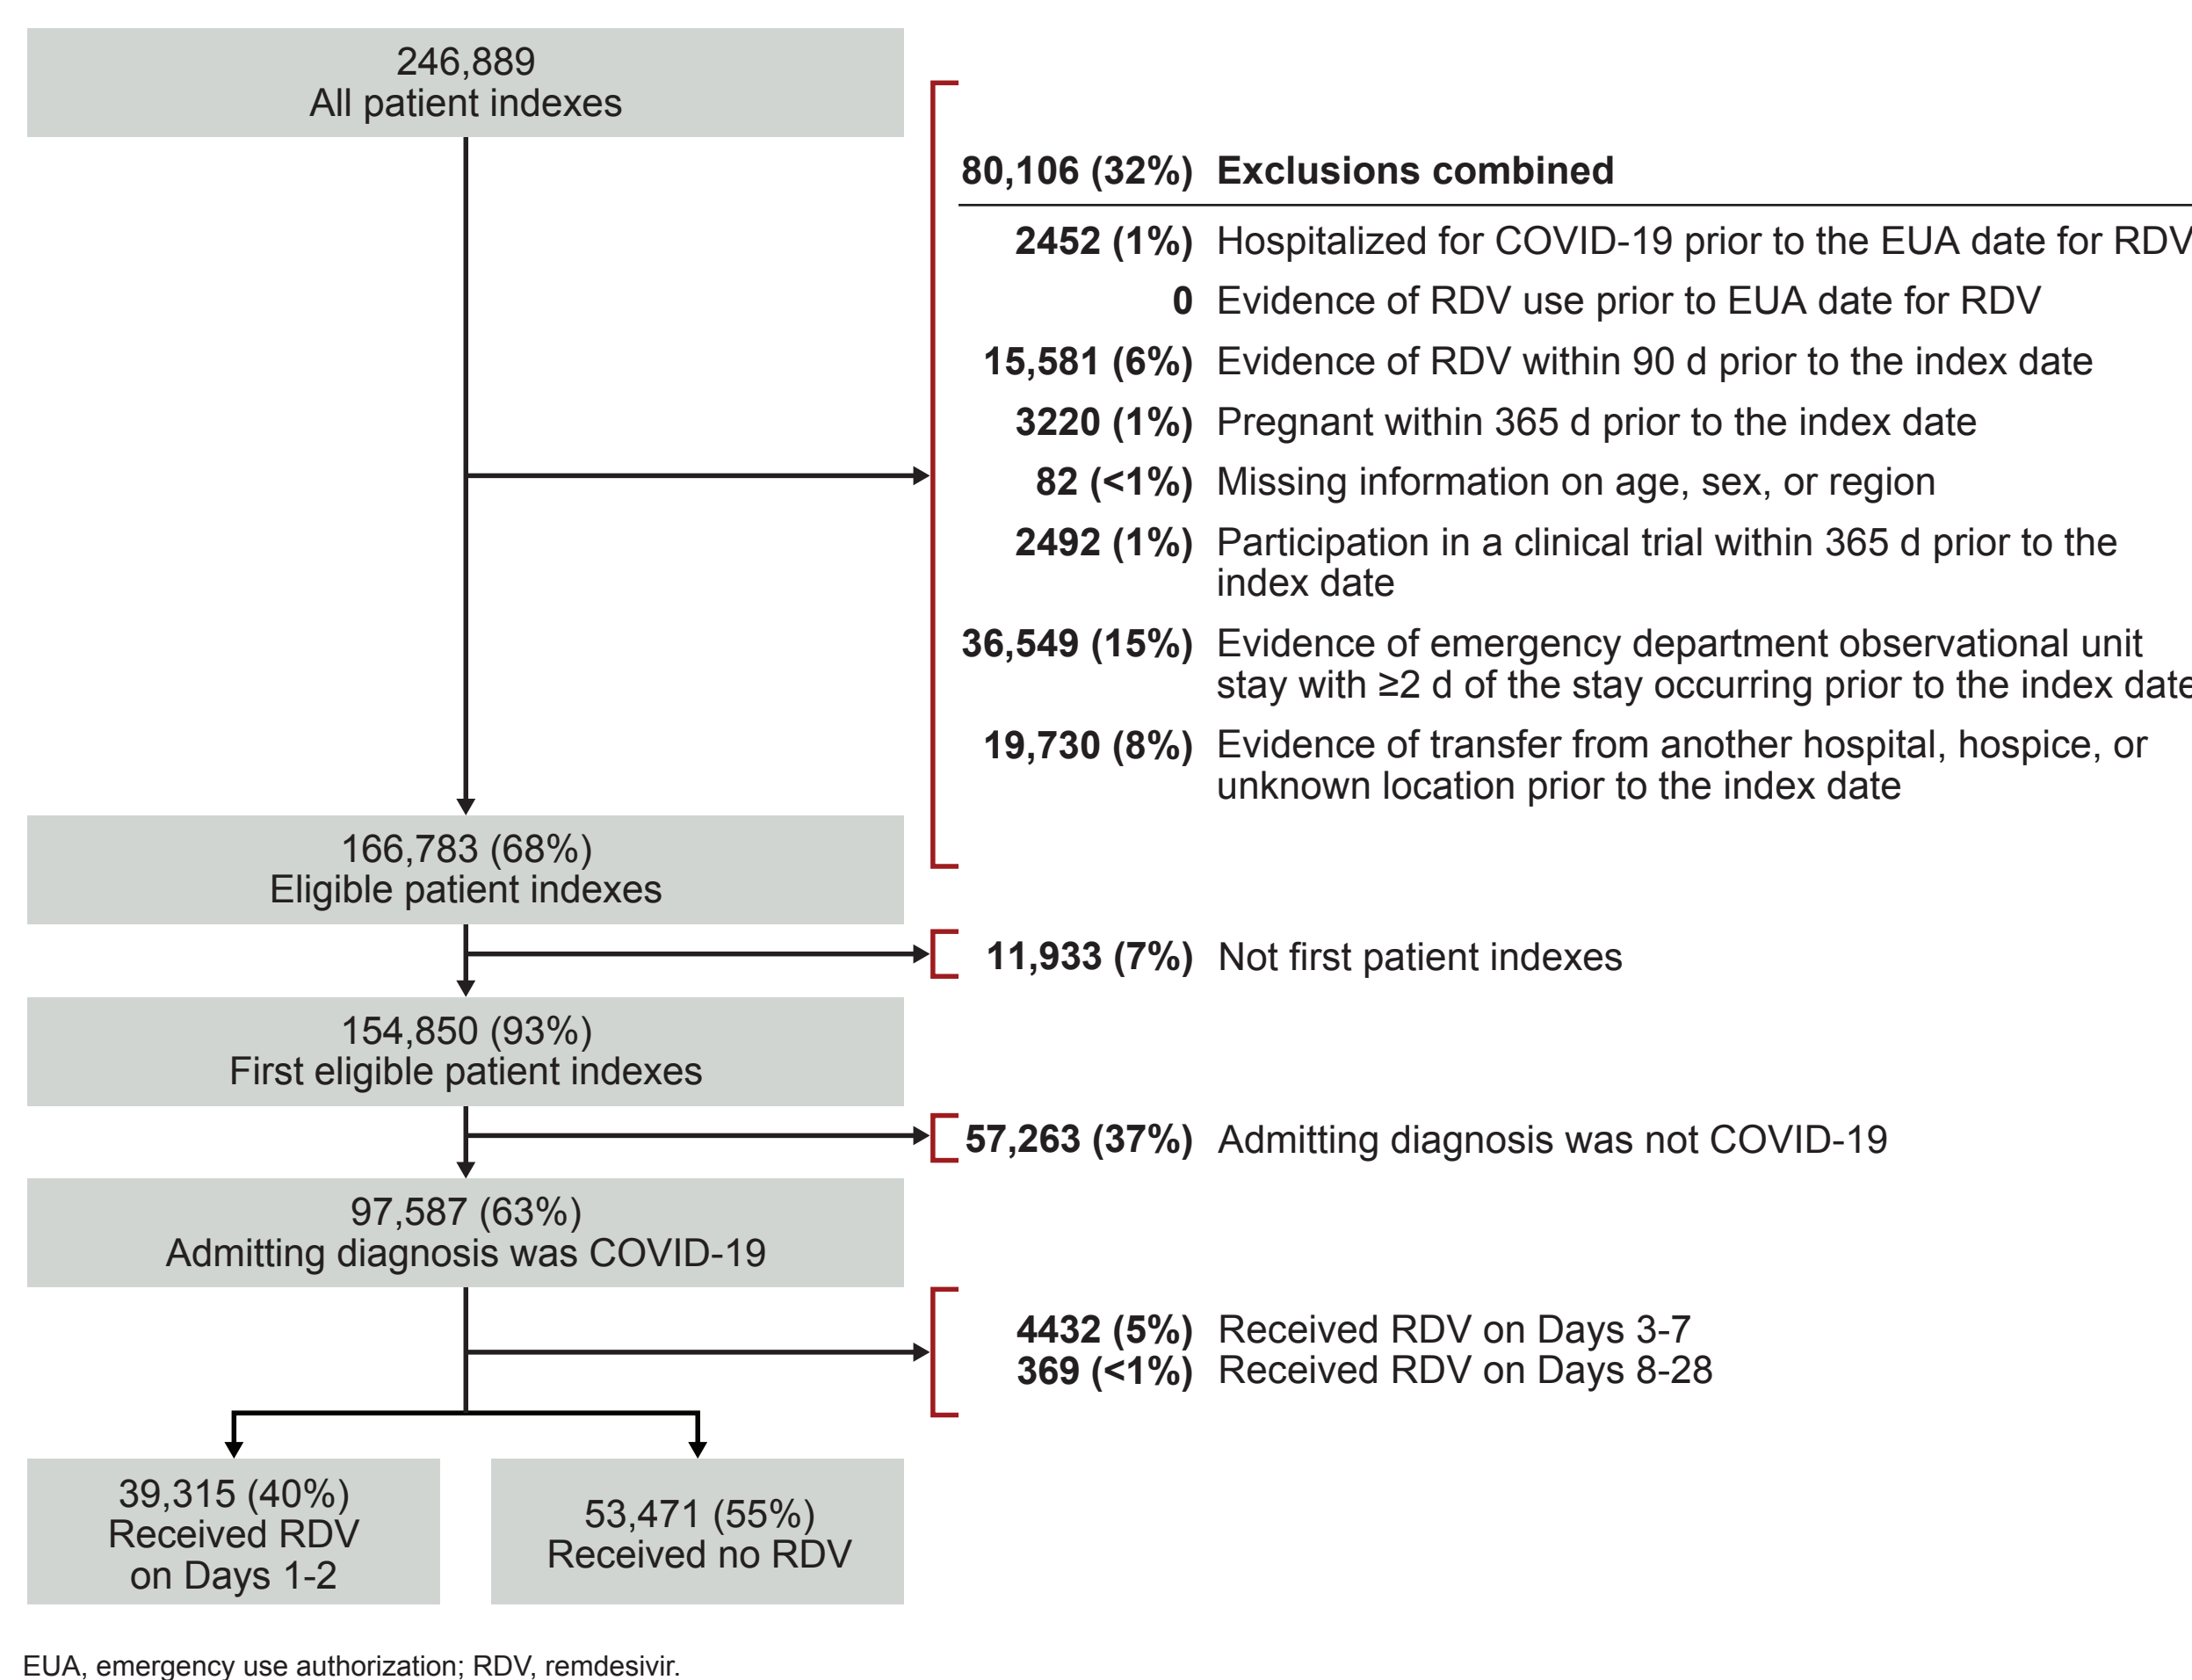 246,889
All patient indexes
80,106 (32%) Exclusions combined
2452 (1%) Hospitalized for COVID-19 prior to the EUA date for RDV
0 Evidence of RDV use prior to EUA date for RDV
15,581 (6%) Evidence of RDV within 90 d prior to the index date
3220 (1%) Pregnant within 365 d prior to the index date
82 (<1%) Missing information on age, sex, or region
2492 (1%) Participation in a clinical trial within 365 d prior to the
index date
36,549 (15%) Evidence of emergency department observational unit
stay with ≥2 d of the stay occurring prior to the index date
19,730 (8%) Evidence of transfer from another hospital, hospice, or
unknown location prior to the index date
166,783 (68%)
Eligible patient indexes
11,933 (7%) Not first patient indexes
154,850 (93%)
First eligible patient indexes
57,263 (37%) Admitting diagnosis was not COVID-19
97,587 (63%)
Admitting diagnosis was COVID-19
4432 (5%) Received RDV on Days 3-7
369 (<1%) Received RDV on Days 8-28
39,315 (40%)
Received RDV
on Days 1-2
53,471 (55%)
Received no RDV
EUA, emergency use authorization; RDV, remdesivir.